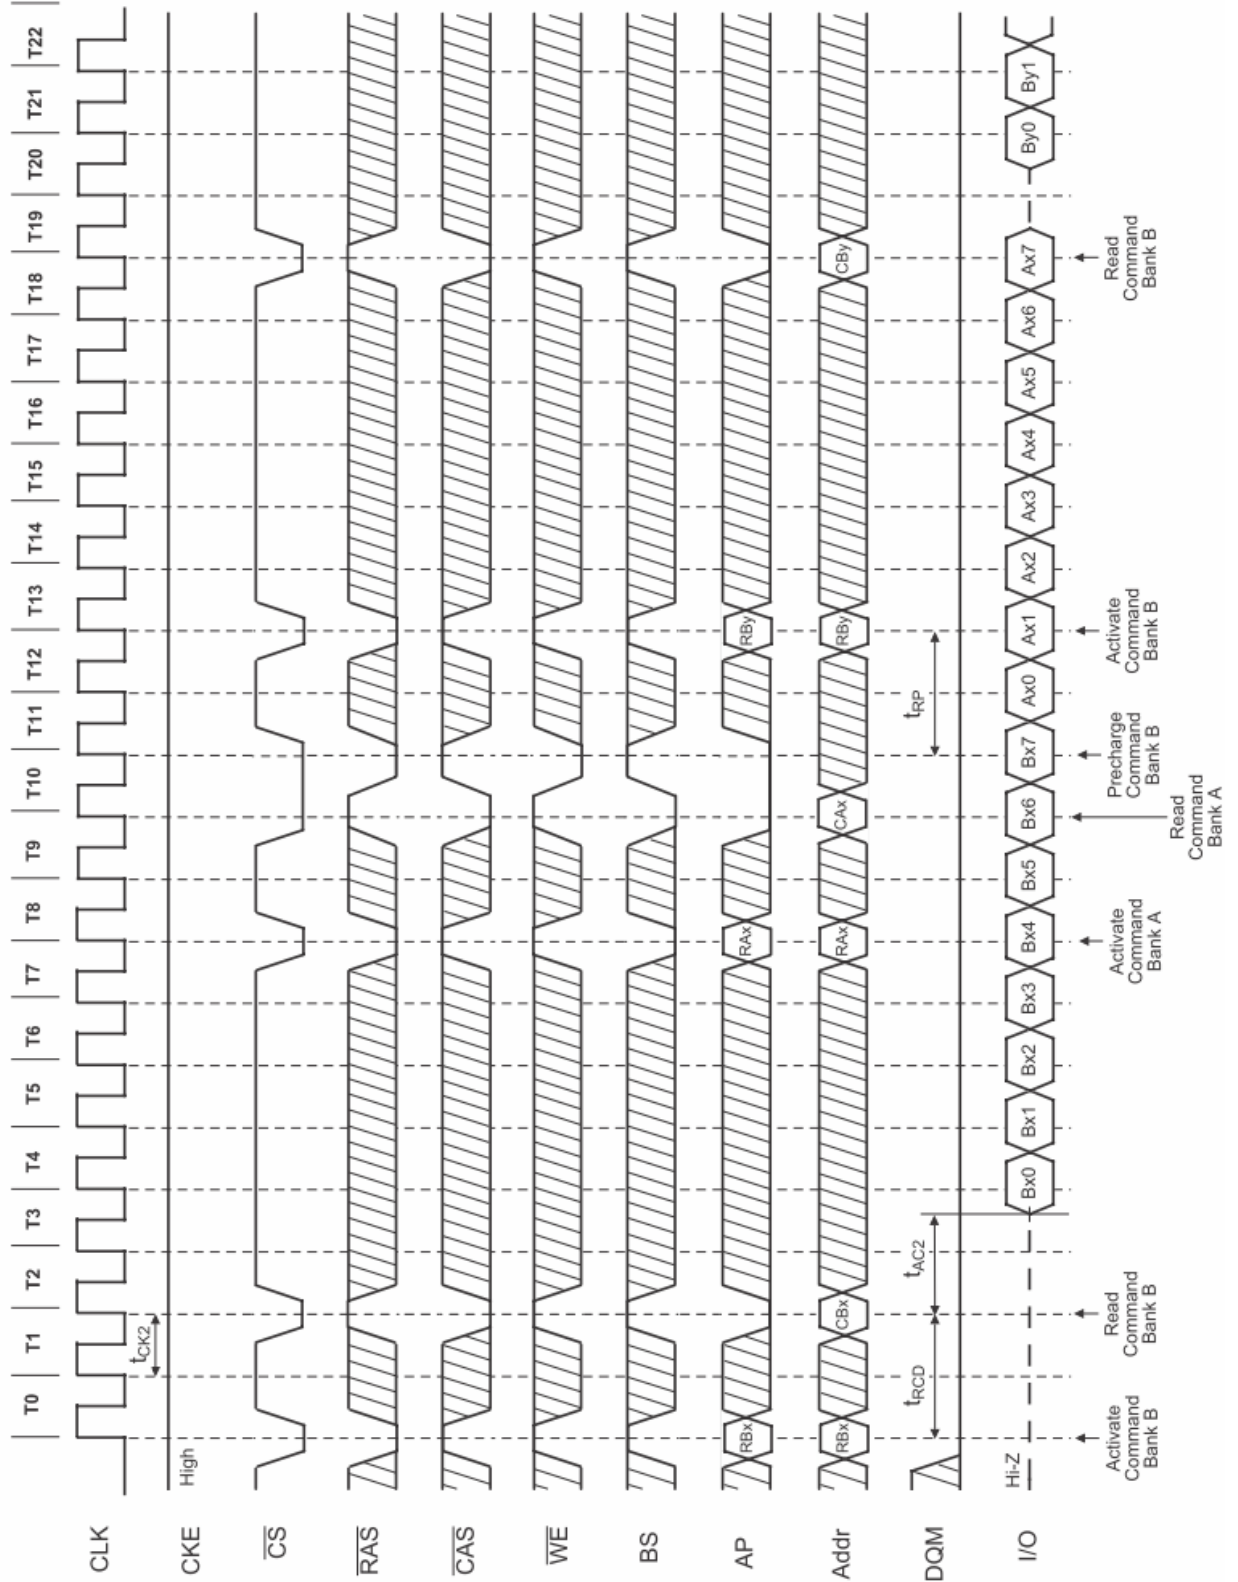 T0 T1 T2 T3 T4 T5 T6 T7 T8 T9 T10 T11 T12 T13 T14 T15 T16 T17 T18 T19 T20 T21 T22
CLK
tCK2
CKE
High
CS
RAS
CAS
WE
BS
AP
RBx RAx RBy
Addr
RBx CBx RAx CAx RBy CBy
DQM
tRCD tAC2 tRP
I/O
Hi-Z
Bx0 Bx1 Bx2 Bx3 Bx4 Bx5 Bx6 Bx7 Ax0 Ax1 Ax2 Ax3 Ax4 Ax5 Ax6 Ax7 By0 By1
Activate
Command
Bank B
Read
Command
Bank B
Activate
Command
Bank A
Read
Command
Bank A
Precharge
Command
Bank B
Activate
Command
Bank B
Read
Command
Bank B